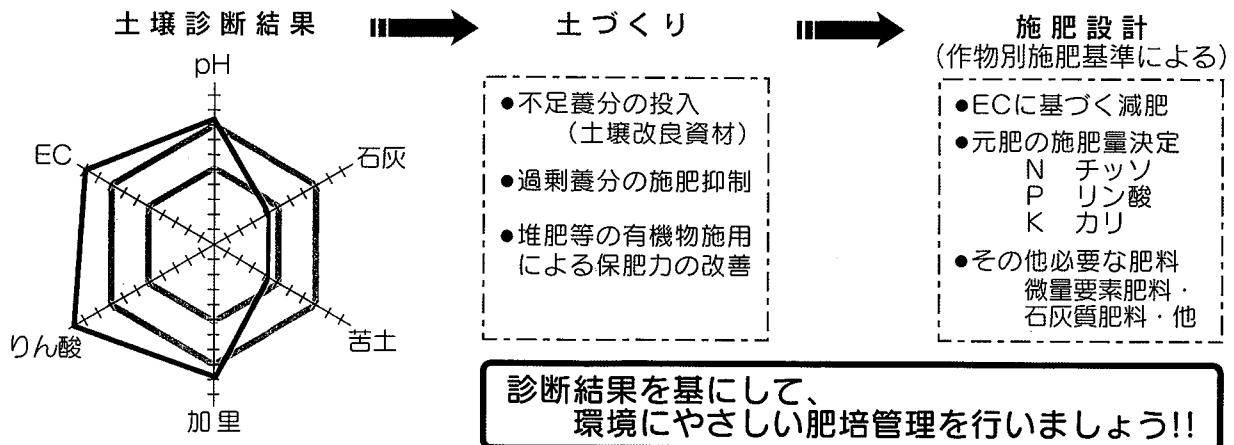 土壌診断結果
pH
石灰
苦土
加里
りん酸
EC
土づくり
●不足養分の投入
（土壌改良資材）
●過剰養分の施肥抑制
●堆肥等の有機物施用
による保肥力の改善
施肥設計
（作物別施肥基準による）
●ECに基づく減肥
●元肥の施肥量決定
N　チッソ
P　リン酸
K　カリ
●その他必要な肥料
微量要素肥料・
石灰質肥料・他
診断結果を基にして、
環境にやさしい肥培管理を行いましょう!!